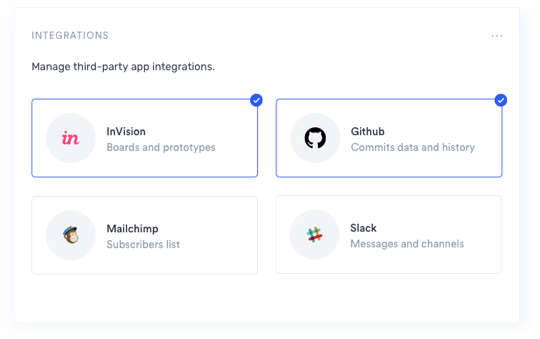 INTEGRATIONS
Manage third-party app integrations.
in
InVision
Boards and prototypes
Github
Commits data and history
Mailchimp
Subscribers list
Slack
Messages and channels